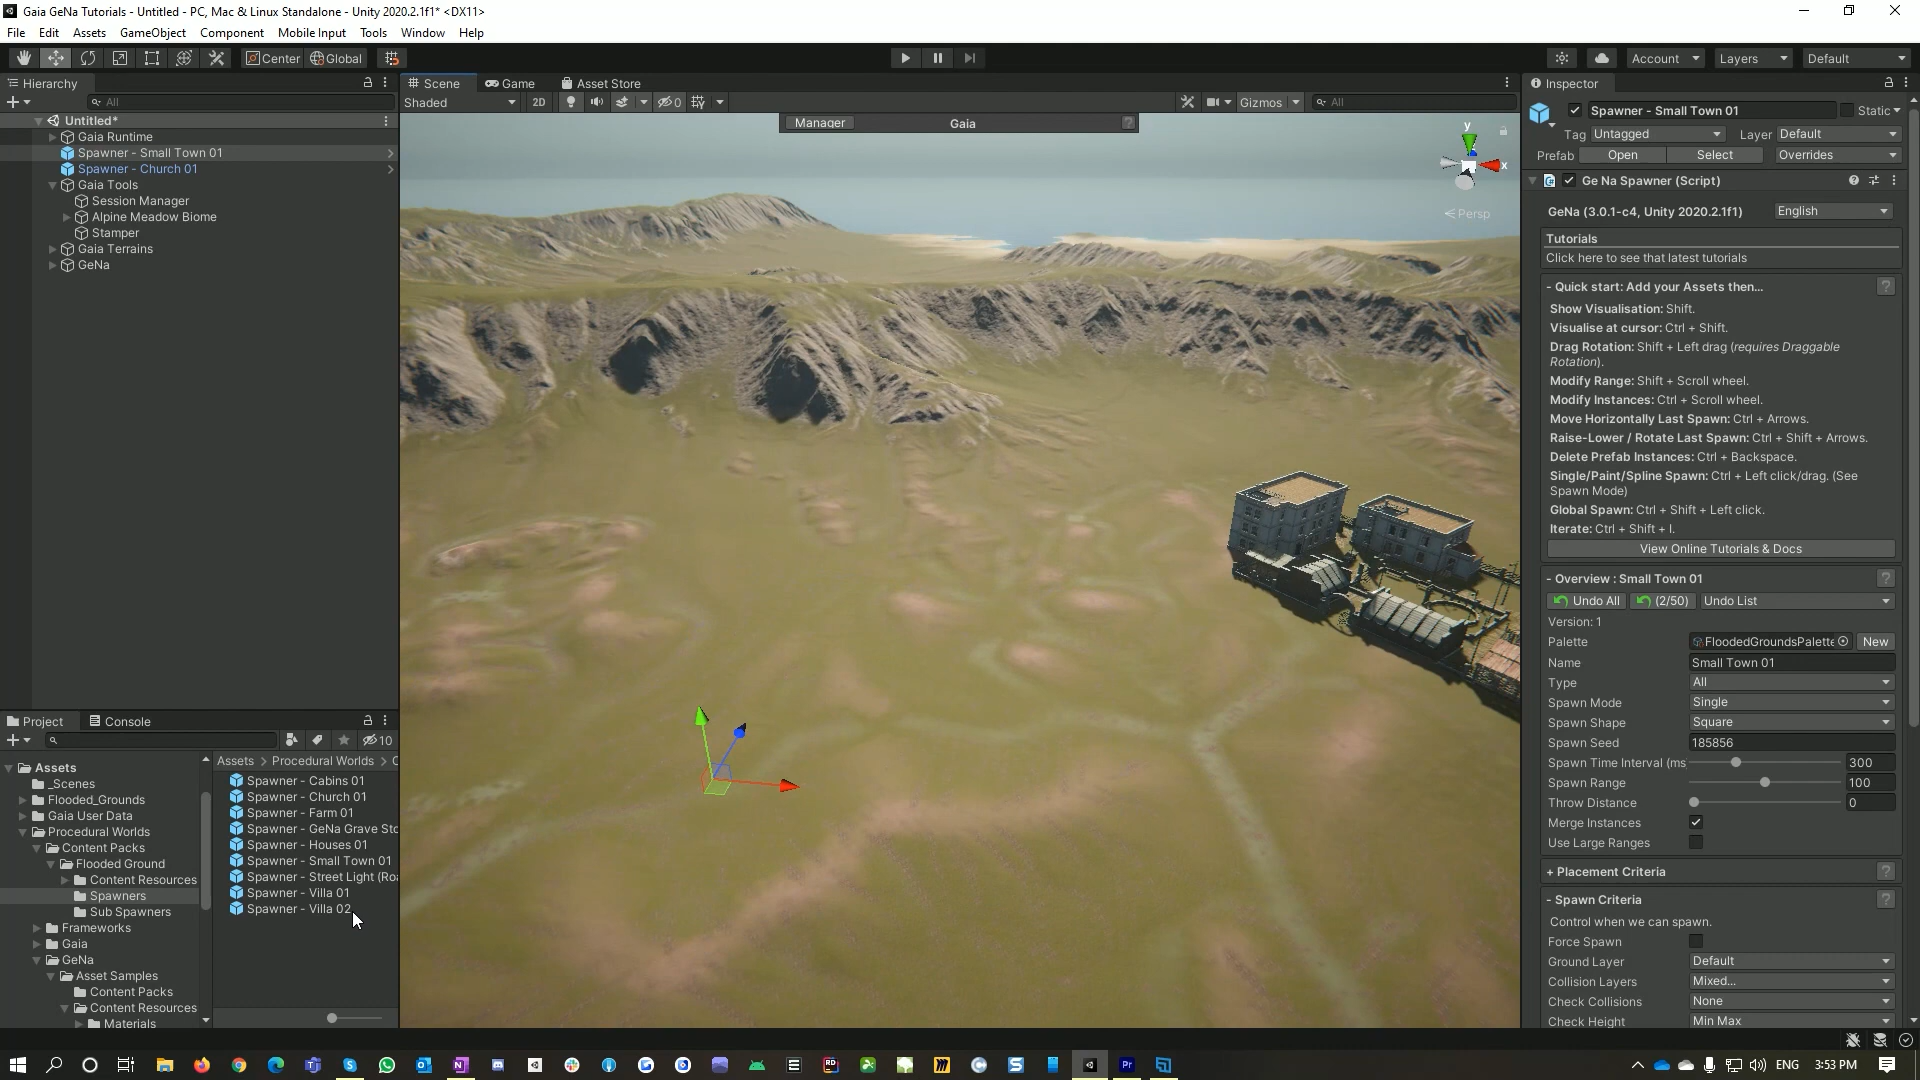 Gaia GeNa Tutorials - Untitled - PC, Mac & Linux Standalone - Unity 2020.2.1f1* <DX11>
File Edit Assets GameObject Component Mobile Input Tools Window Help
Center Global Account Layers Default
Hierarchy
All
Untitled*
Gaia Runtime
Spawner - Small Town 01
Spawner - Church 01
Gaia Tools
Session Manager
Alpine Meadow Biome
Stamper
Gaia Terrains
GeNa
Scene Game Asset Store
Shaded 2D 0 Gizmos All
Manager Gaia
y
x
Persp
Project Console
10
Assets
_Scenes
Flooded_Grounds
Gaia User Data
Procedural Worlds
Content Packs
Flooded Ground
Content Resources
Spawners
Sub Spawners
Frameworks
Gaia
GeNa
Asset Samples
Content Packs
Content Resources
Materials
Assets > Procedural Worlds > C
Spawner - Cabins 01
Spawner - Church 01
Spawner - Farm 01
Spawner - GeNa Grave Sto
Spawner - Houses 01
Spawner - Small Town 01
Spawner - Street Light (Roa
Spawner - Villa 01
Spawner - Villa 02
Inspector
Spawner - Small Town 01 Static
Tag Untagged Layer Default
Prefab Open Select Overrides
Ge Na Spawner (Script)
GeNa (3.0.1-c4, Unity 2020.2.1f1) English
Tutorials
Click here to see that latest tutorials
- Quick start: Add your Assets then... ?
Show Visualisation: Shift.
Visualise at cursor: Ctrl + Shift.
Drag Rotation: Shift + Left drag (requires Draggable
Rotation).
Modify Range: Shift + Scroll wheel.
Modify Instances: Ctrl + Scroll wheel.
Move Horizontally Last Spawn: Ctrl + Arrows.
Raise-Lower / Rotate Last Spawn: Ctrl + Shift + Arrows.
Delete Prefab Instances: Ctrl + Backspace.
Single/Paint/Spline Spawn: Ctrl + Left click/drag. (See
Spawn Mode)
Global Spawn: Ctrl + Shift + Left click.
Iterate: Ctrl + Shift + I.
View Online Tutorials & Docs
- Overview : Small Town 01 ?
Undo All (2/50) Undo List
Version: 1
Palette FloodedGroundsPalette New
Name Small Town 01
Type All
Spawn Mode Single
Spawn Shape Square
Spawn Seed 185856
Spawn Time Interval (ms 300
Spawn Range 100
Throw Distance 0
Merge Instances
Use Large Ranges
+ Placement Criteria ?
- Spawn Criteria ?
Control when we can spawn.
Force Spawn
Ground Layer Default
Collision Layers Mixed...
Check Collisions None
Check Height Min Max
ENG 3:53 PM